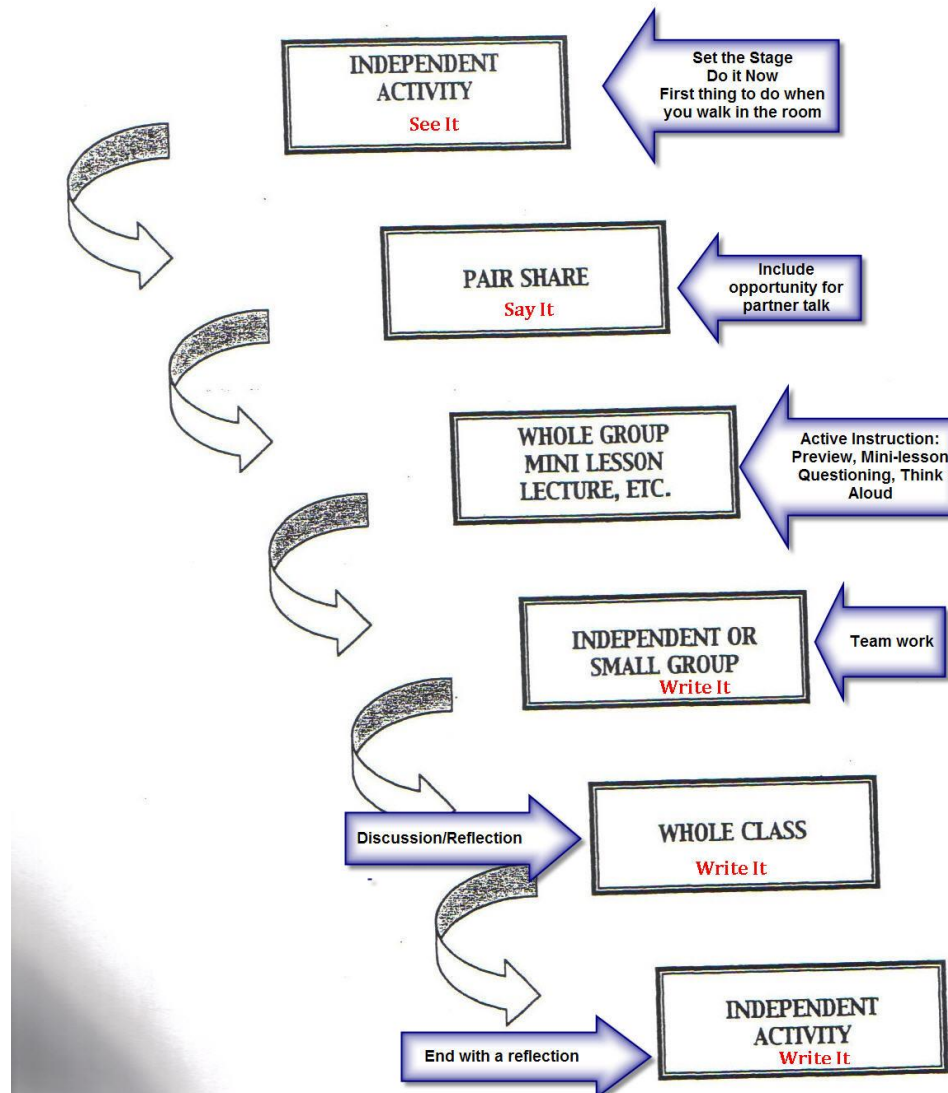 INDEPENDENT
ACTIVITY
See It
Set the Stage
Do it Now
First thing to do when
you walk in the room
PAIR SHARE
Say It
Include
opportunity for
partner talk
WHOLE GROUP
MINI LESSON
LECTURE, ETC.
Active Instruction:
Preview, Mini-lesson
Questioning, Think
Aloud
INDEPENDENT OR
SMALL GROUP
Write It
Team work
Discussion/Reflection
WHOLE CLASS
Write It
End with a reflection
INDEPENDENT
ACTIVITY
Write It